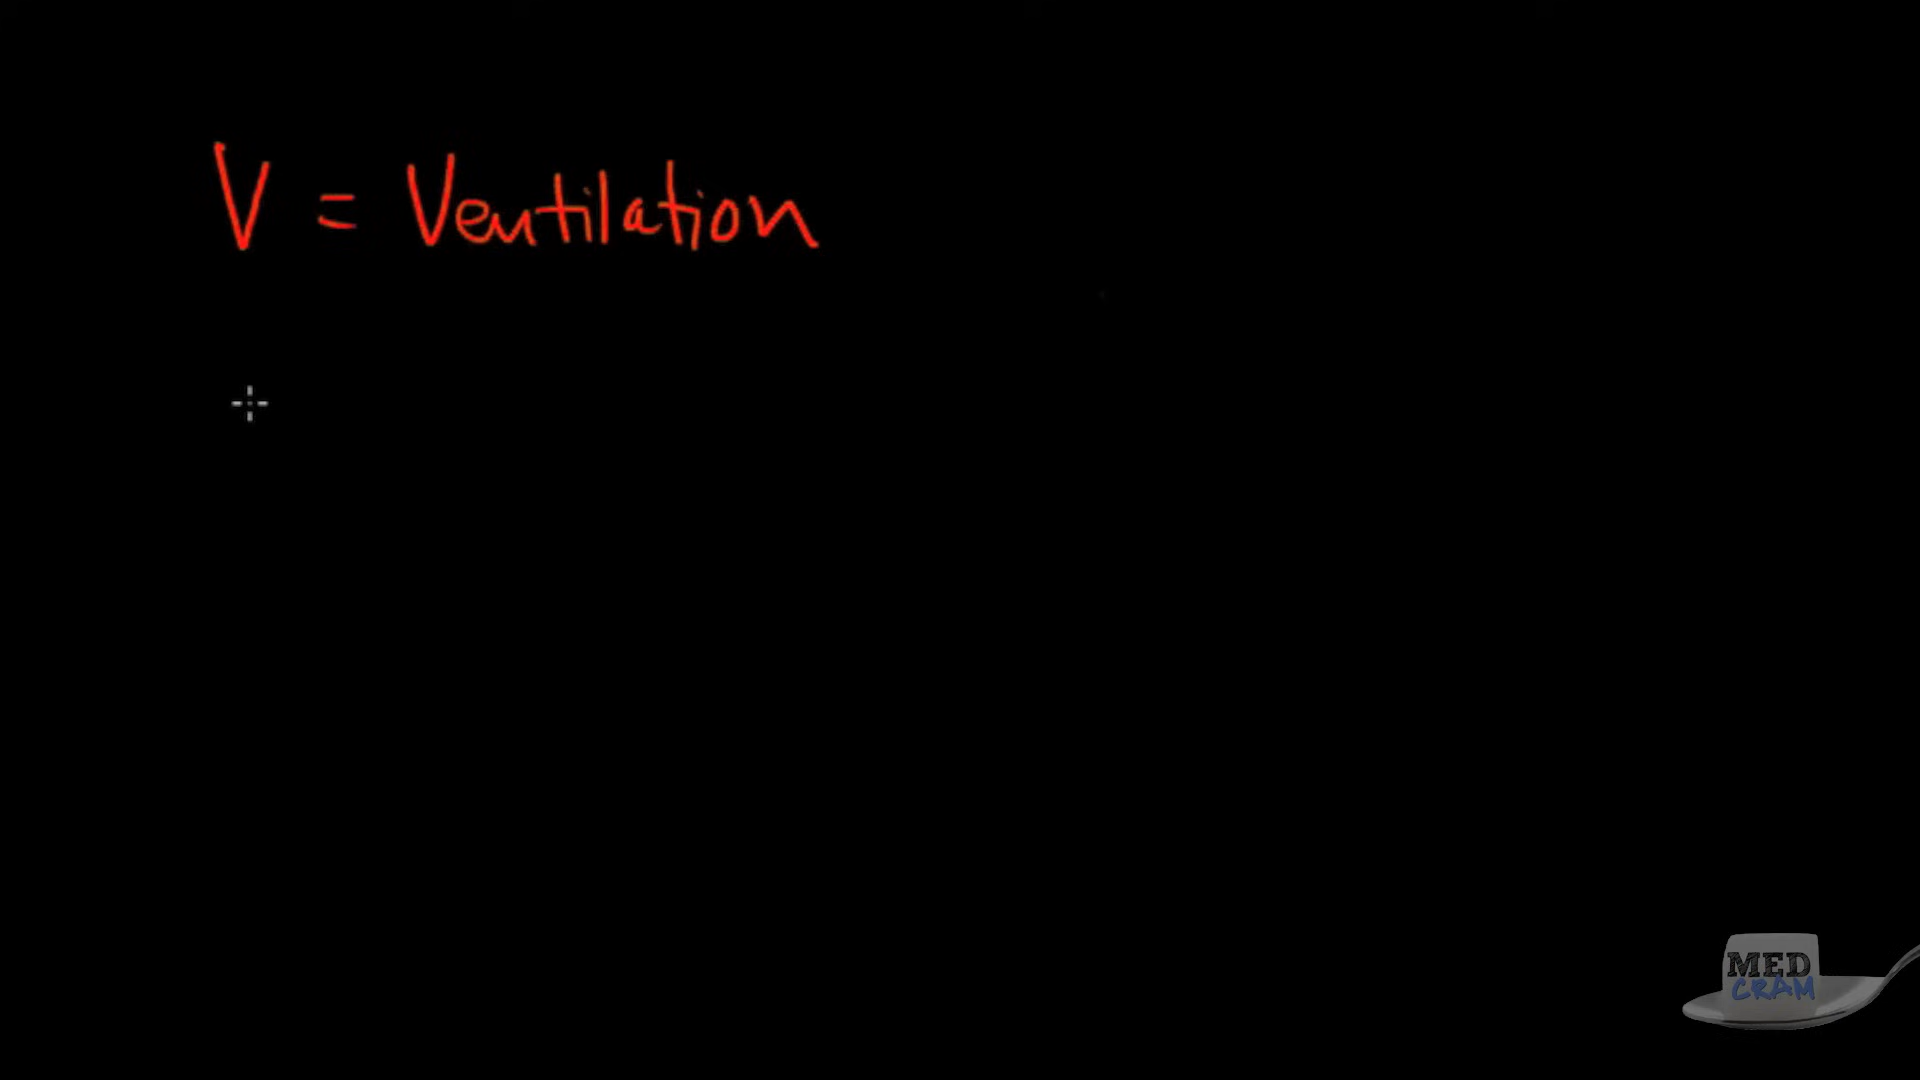 V = Ventilation
MED
CRAM